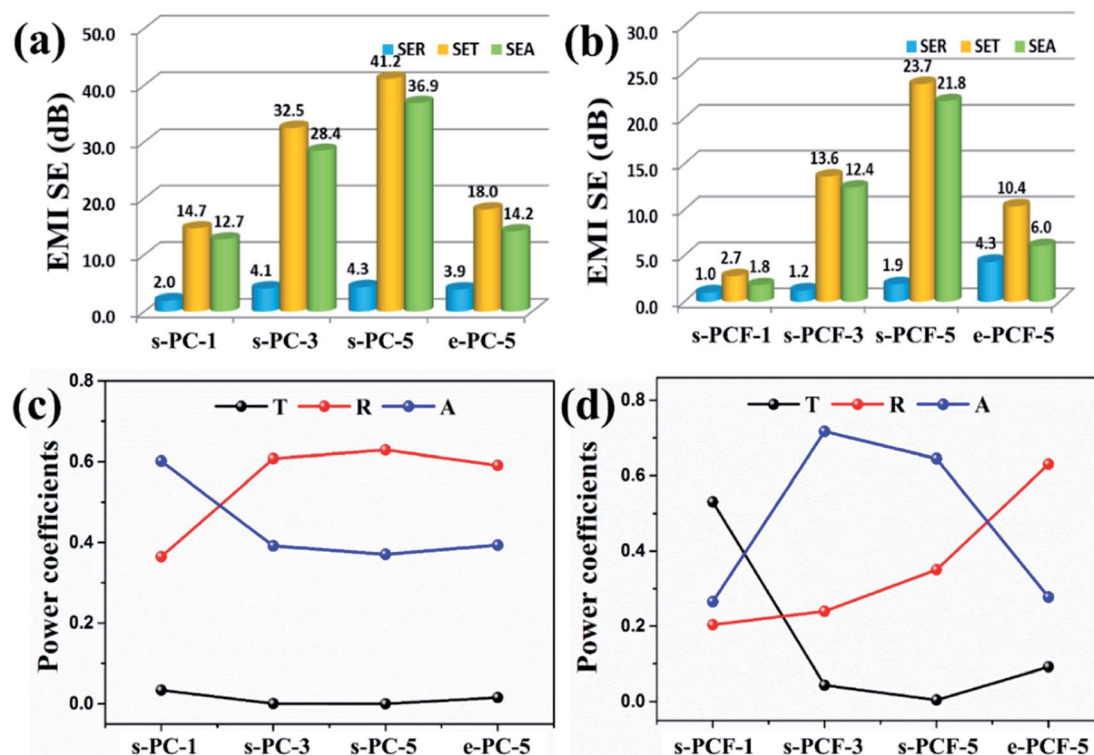 (a)
SER SET SEA
EMI SE (dB)
50.0
40.0
30.0
20.0
10.0
0.0
2.0 14.7 12.7
4.1 32.5 28.4
4.3 41.2 36.9
3.9 18.0 14.2
s-PC-1 s-PC-3 s-PC-5 e-PC-5
(b)
SER SET SEA
EMI SE (dB)
30.0
25.0
20.0
15.0
10.0
5.0
0.0
1.0 2.7 1.8
1.2 13.6 12.4
1.9 23.7 21.8
4.3 10.4 6.0
s-PCF-1 s-PCF-3 s-PCF-5 e-PCF-5
(c)
T R A
Power coefficients
0.8
0.6
0.4
0.2
0.0
s-PC-1 s-PC-3 s-PC-5 e-PC-5
(d)
T R A
Power coefficients
0.8
0.6
0.4
0.2
0.0
s-PCF-1 s-PCF-3 s-PCF-5 e-PCF-5